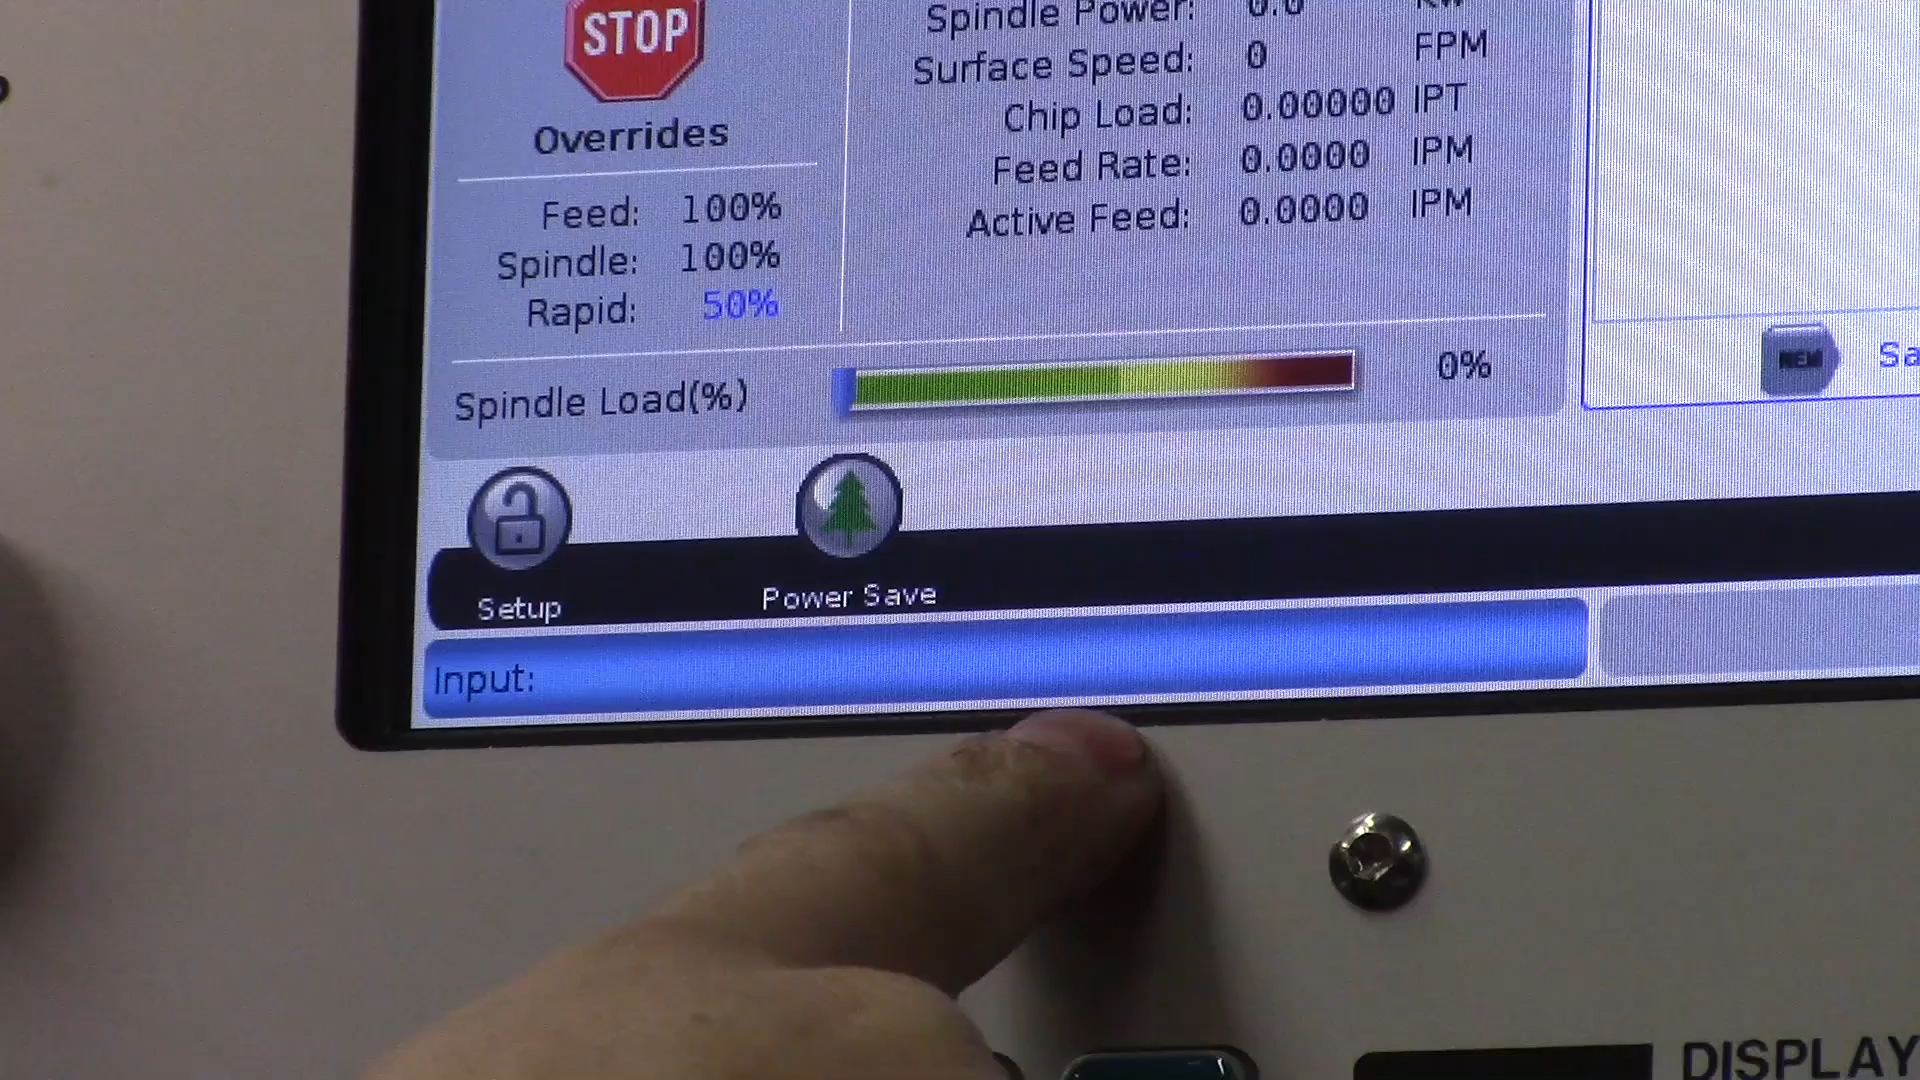 STOP
Overrides
Feed: 100%
Spindle: 100%
Rapid: 50%
Spindle Power: 0.0 KW
Surface Speed: 0 FPM
Chip Load: 0.00000 IPT
Feed Rate: 0.0000 IPM
Active Feed: 0.0000 IPM
Spindle Load(%) 0%
MEM Sa
Setup
Power Save
Input:
DISPLAY